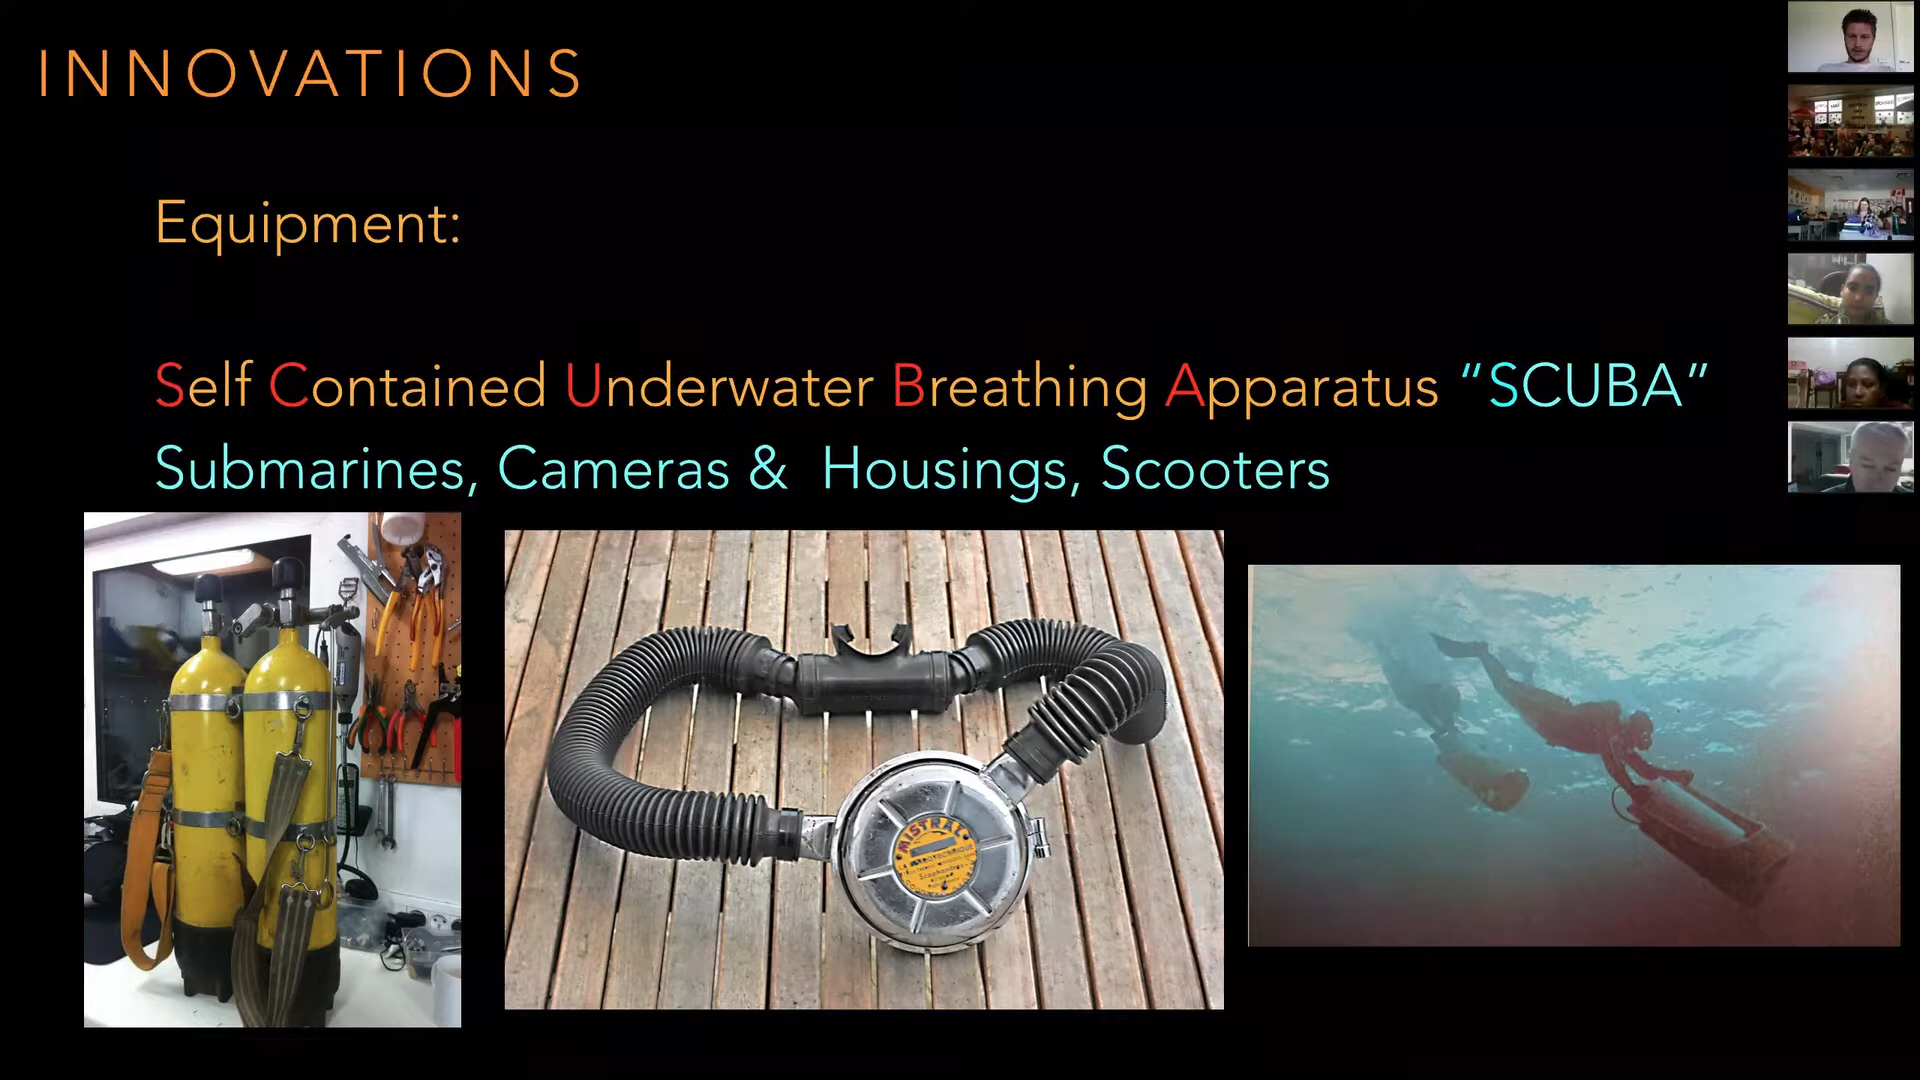 INNOVATIONS
Equipment:
Self Contained Underwater Breathing Apparatus “SCUBA”
Submarines, Cameras & Housings, Scooters
MISTRAL